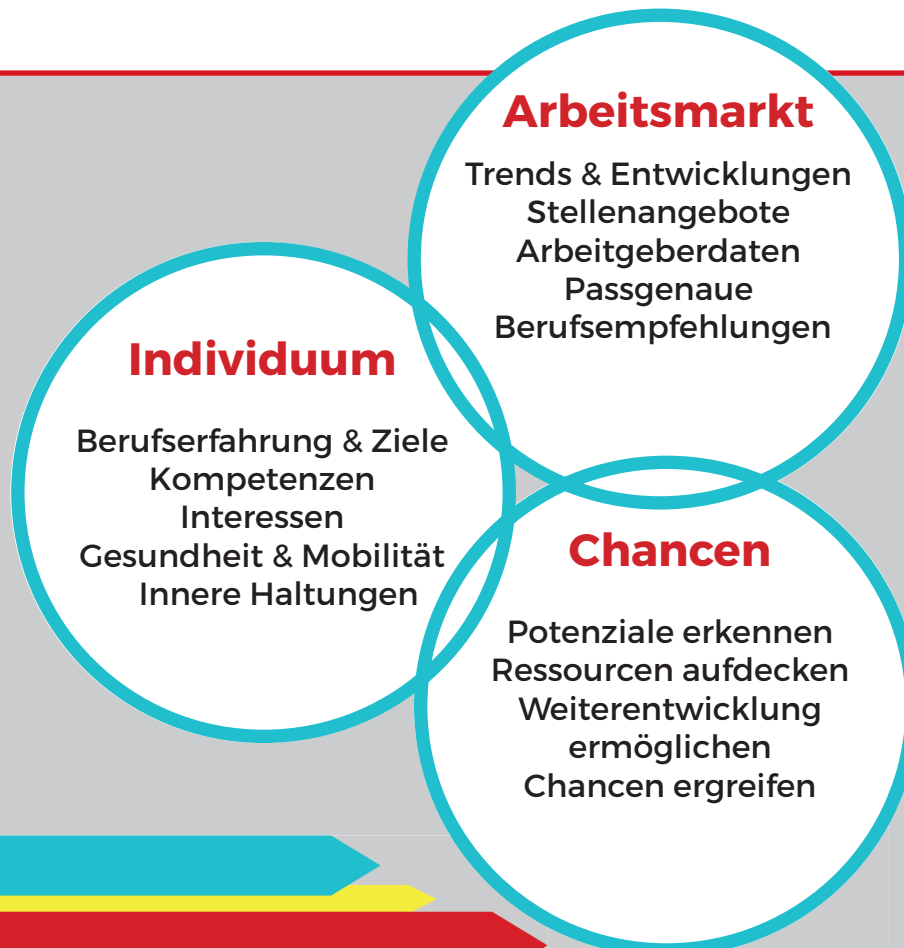 Arbeitsmarkt
Trends & Entwicklungen
Stellenangebote
Arbeitgeberdaten
Passgenaue
Berufsempfehlungen
Individuum
Berufserfahrung & Ziele
Kompetenzen
Interessen
Gesundheit & Mobilität
Innere Haltungen
Chancen
Potenziale erkennen
Ressourcen aufdecken
Weiterentwicklung
ermöglichen
Chancen ergreifen